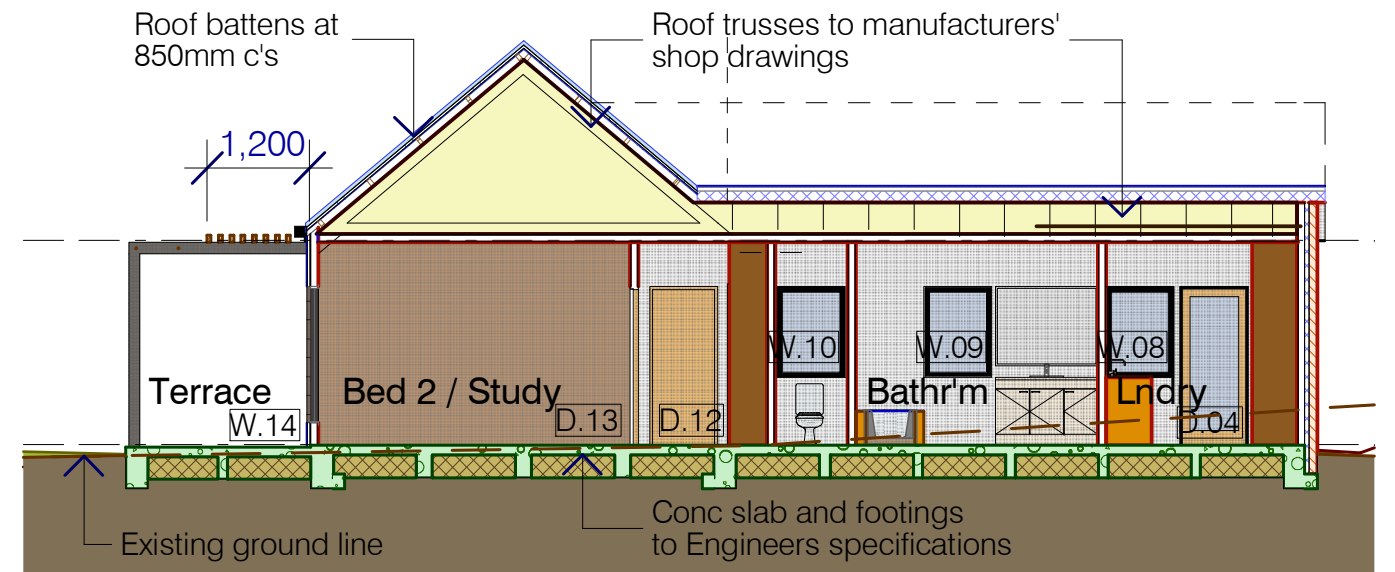 Roof battens at
850mm c's
Roof trusses to manufacturers'
shop drawings
1,200
W.10
W.09
W.08
Terrace
Bed 2 / Study
Bathr'm
Lndry
W.14
D.13
D.12
D.04
Conc slab and footings
to Engineers specifications
Existing ground line